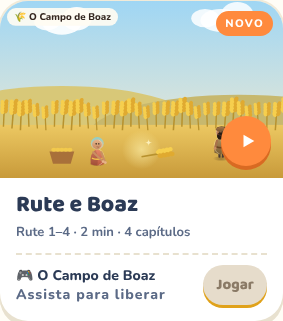 🌾 O Campo de Boaz
NOVO
Rute e Boaz
Rute 1–4 · 2 min · 4 capítulos
🎮 O Campo de Boaz
Assista para liberar
Jogar